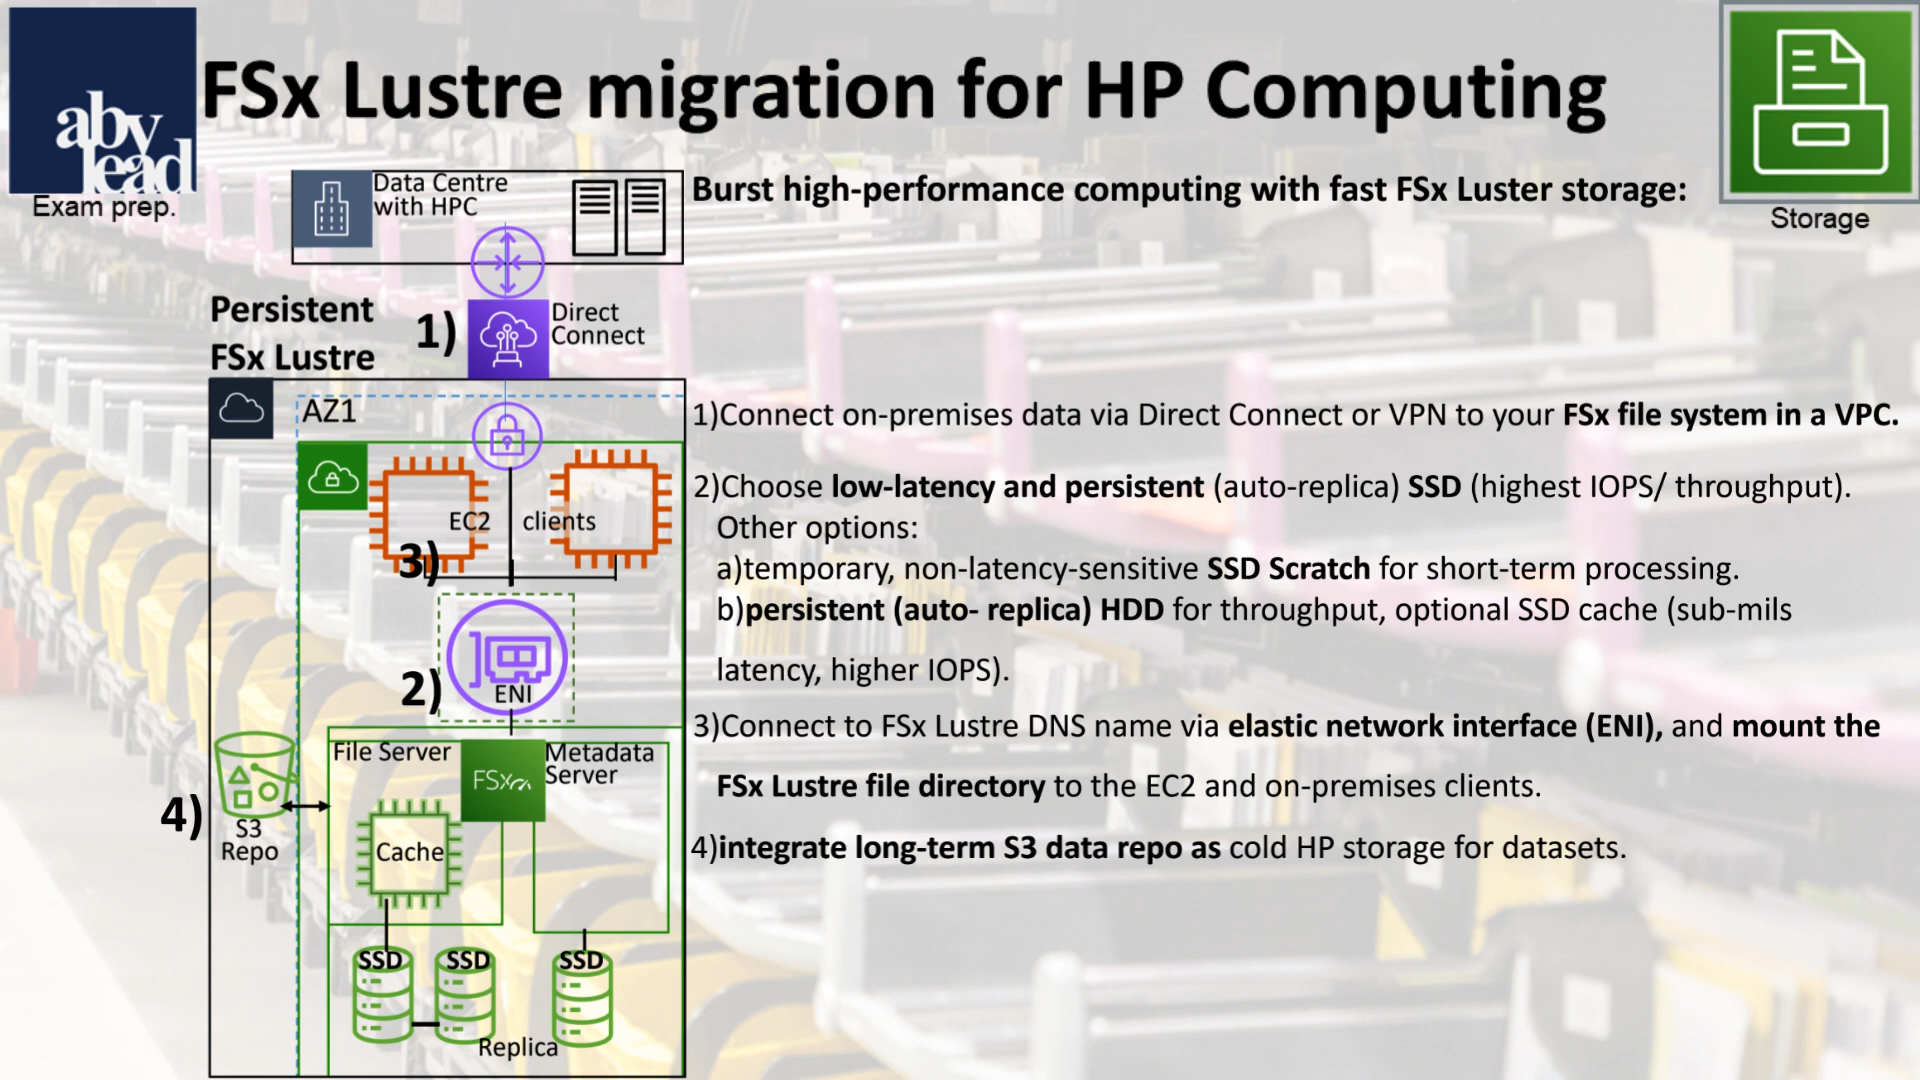 aby
lead
Exam prep.
FSx Lustre migration for HP Computing
Storage
Data Centre
with HPC
Burst high-performance computing with fast FSx Luster storage:
Persistent
FSx Lustre
1)
Direct
Connect
AZ1
EC2 clients
3)
2)
ENI
File Server
FSx
Metadata
Server
4)
S3
Repo
Cache
SSD
SSD
SSD
Replica
1)Connect on-premises data via Direct Connect or VPN to your FSx file system in a VPC.
2)Choose low-latency and persistent (auto-replica) SSD (highest IOPS/ throughput).
Other options:
a)temporary, non-latency-sensitive SSD Scratch for short-term processing.
b)persistent (auto- replica) HDD for throughput, optional SSD cache (sub-mils
latency, higher IOPS).
3)Connect to FSx Lustre DNS name via elastic network interface (ENI), and mount the
FSx Lustre file directory to the EC2 and on-premises clients.
4)integrate long-term S3 data repo as cold HP storage for datasets.